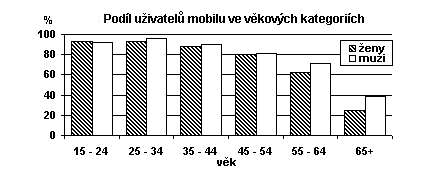 Podíl uživatelů mobilu ve věkových kategoriích
%
100
80
60
40
20
0
ženy
muži
15 - 24 25 - 34 35 - 44 45 - 54 55 - 64 65+
věk